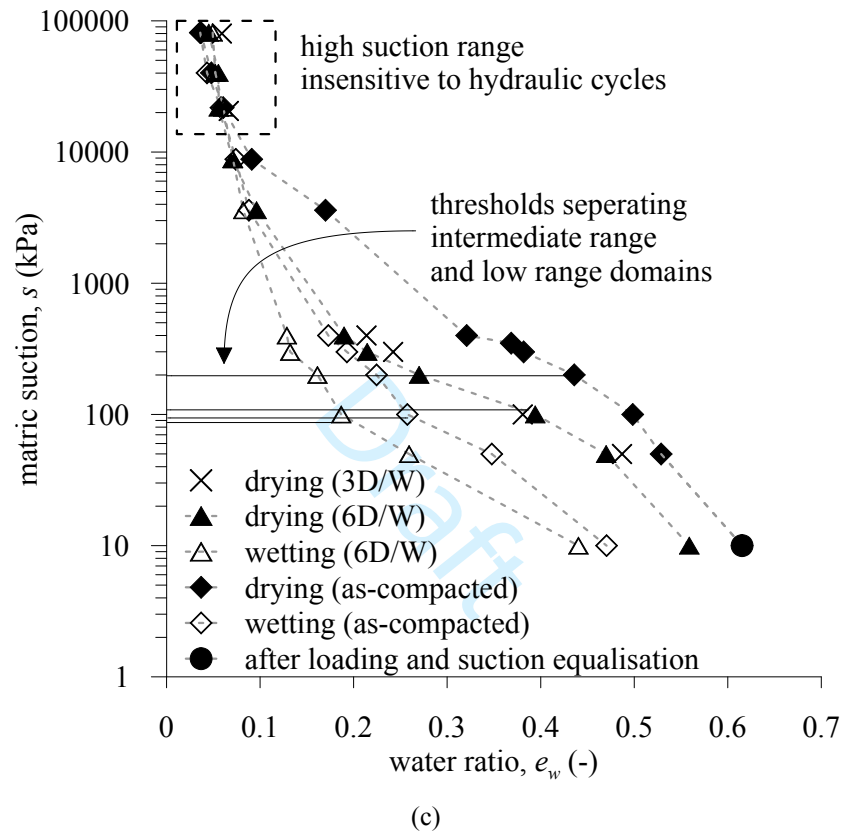 100000
10000
1000
100
10
1
matric suction, s (kPa)
high suction range
insensitive to hydraulic cycles
thresholds seperating
intermediate range
and low range domains
Draft
drying (3D/W)
drying (6D/W)
wetting (6D/W)
drying (as-compacted)
wetting (as-compacted)
after loading and suction equalisation
0 0.1 0.2 0.3 0.4 0.5 0.6 0.7
water ratio, e_w (-)
(c)